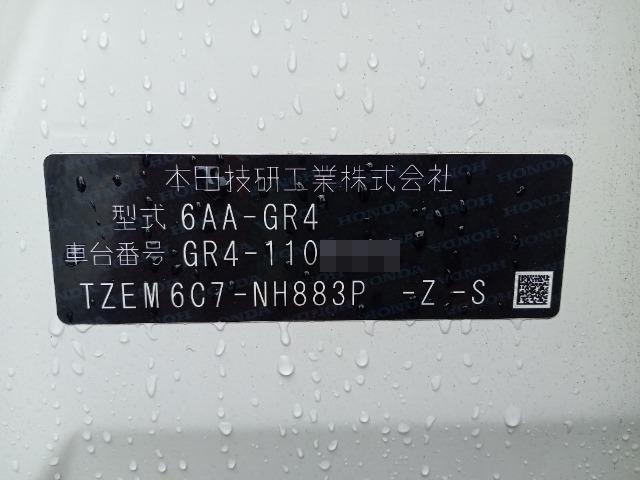 本田技研工業株式会社
型式 6AA-GR4
車台番号 GR4-110
TZEM6C7-NH883P -Z -S